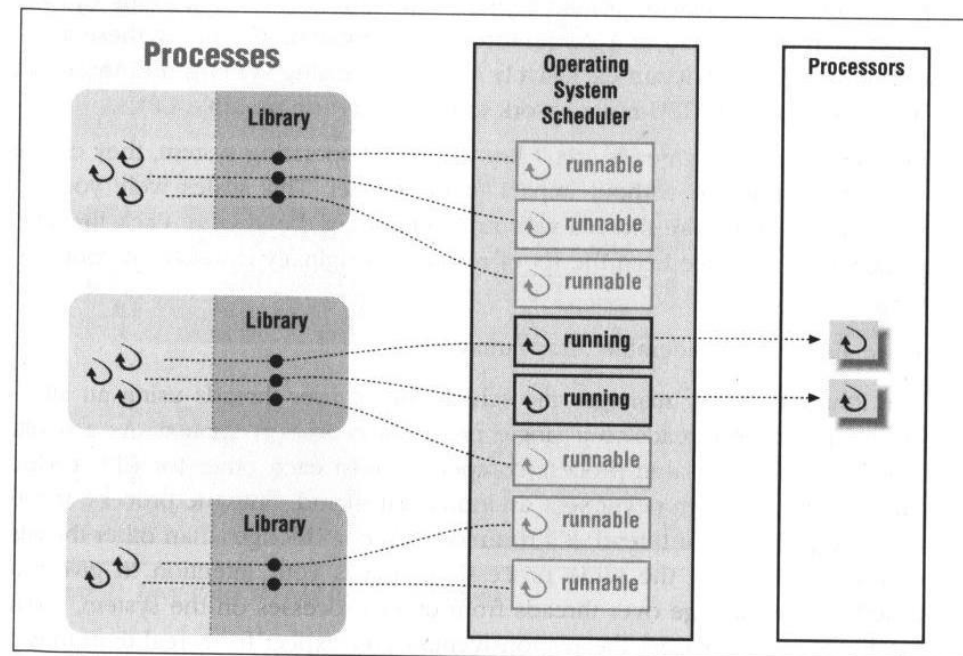 Processes
Library
Library
Library
Operating
System
Scheduler
runnable
runnable
runnable
running
running
runnable
runnable
runnable
Processors